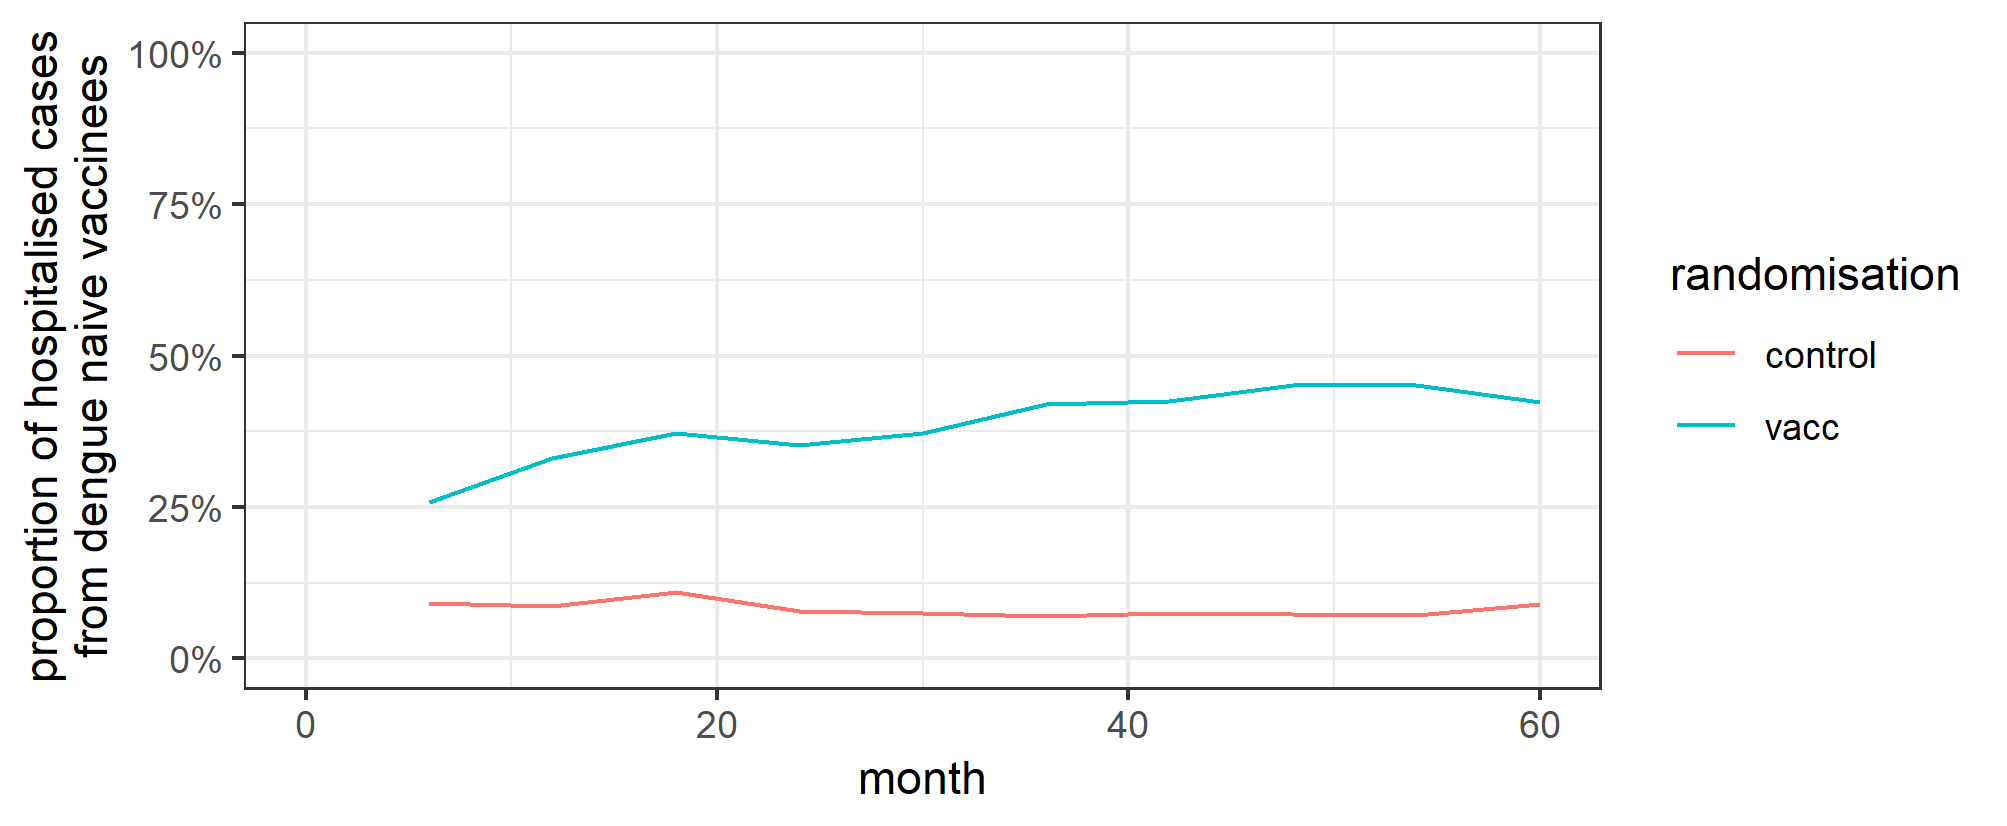 proportion of hospitalised cases
from dengue naive vaccinees
100%
75%
50%
25%
0%
0 20 40 60
month
randomisation
control
vacc